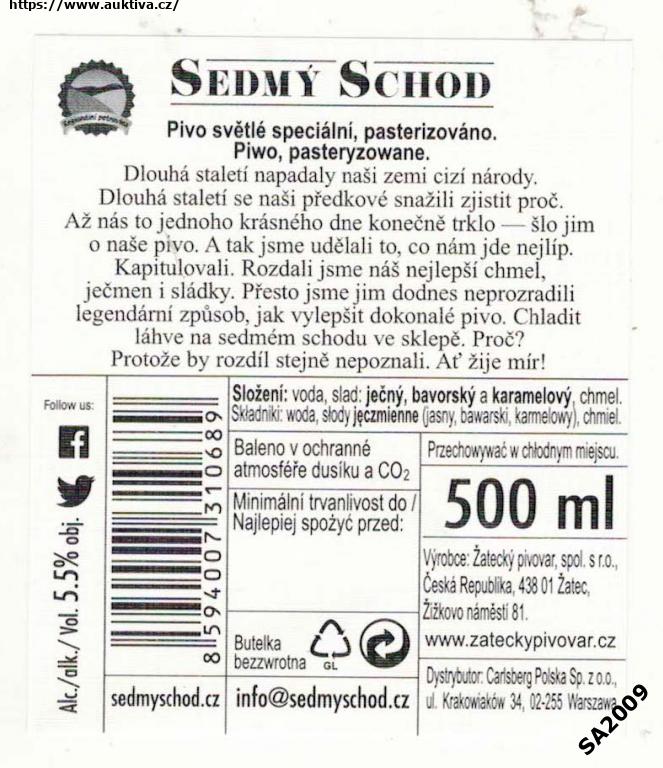 https://www.auktiva.cz/
SEDMÝ SCHOD
Pivo světlé speciální, pasterizováno.
Piwo, pasteryzowane.
Dlouhá staletí napadaly naši zemi cizí národy.
Dlouhá staletí se naši předkové snažili zjistit proč.
Až nás to jednoho krásného dne konečně trklo — šlo jim
o naše pivo. A tak jsme udělali to, co nám jde nejlíp.
Kapitulovali. Rozdali jsme náš nejlepší chmel,
ječmen i sládky. Přesto jsme jim dodnes neprozradili
legendární způsob, jak vylepšit dokonalé pivo. Chladit
láhve na sedmém schodu ve sklepě. Proč?
Protože by rozdíl stejně nepoznali. Ať žije mír!
Follow us:
Alc./alk./ Vol. 5.5% obj.
8 594007 310689
sedmyschod.cz
Složení: voda, slad: ječný, bavorský a karamelový, chmel.
Składniki: woda, słody jęczmienne (jasny, bawarski, karmelowy), chmiel.
Baleno v ochranné
atmosféře dusíku a CO2
Minimální trvanlivost do /
Najlepiej spożyć przed:
Butelka
bezzwrotna
GL
info@sedmyschod.cz
Przechowywać w chłodnym miejscu.
500 ml
Výrobce: Žatecký pivovar, spol. s r.o.,
Česká Republika, 438 01 Žatec,
Žižkovo náměstí 81.
www.zateckypivovar.cz
Dystrybutor: Carlsberg Polska Sp. z o.o.,
ul. Krakowiaków 34, 02-255 Warszawa
SA2009